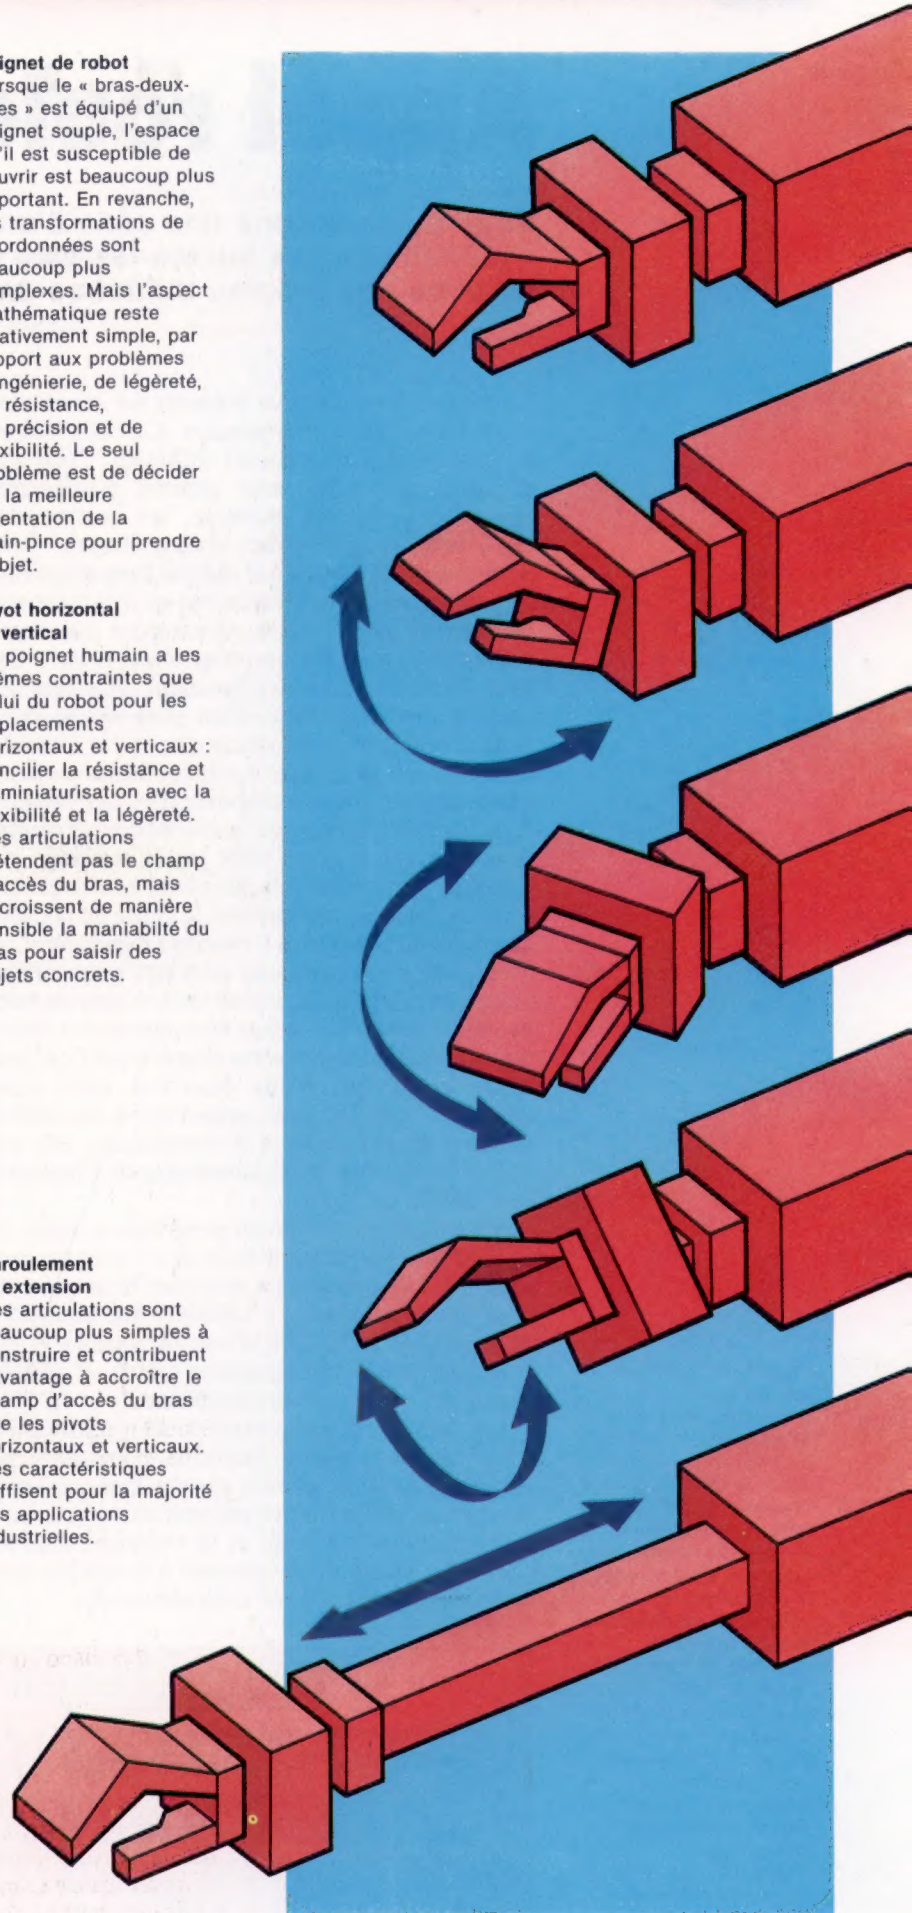 ignet de robot
rsque le « bras-deux-
es » est équipé d'un
ignet souple, l'espace
'il est susceptible de
uvrir est beaucoup plus
portant. En revanche,
s transformations de
ordonnées sont
aucoup plus
mplexes. Mais l'aspect
athématique reste
ativement simple, par
pport aux problèmes
ingénierie, de légèreté,
résistance,
précision et de
xibilité. Le seul
oblème est de décider
la meilleure
entation de la
ain-pince pour prendre
bjet.
vot horizontal
vertical
poignet humain a les
êmes contraintes que
lui du robot pour les
placements
rizontaux et verticaux :
ncilier la résistance et
miniaturisation avec la
xibilité et la légèreté.
es articulations
étendent pas le champ
accès du bras, mais
croissent de manière
nsible la maniabilté du
as pour saisir des
jets concrets.
roulement
extension
es articulations sont
aucoup plus simples à
nstruire et contribuent
vantage à accroître le
amp d'accès du bras
e les pivots
rizontaux et verticaux.
es caractéristiques
ffisent pour la majorité
s applications
dustrielles.